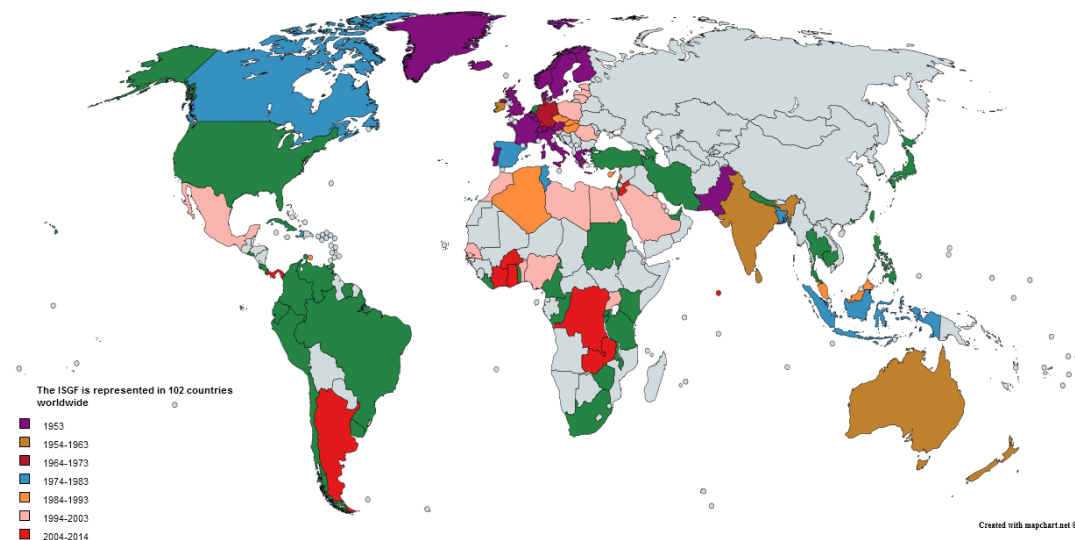 The ISGF is represented in 102 countries
worldwide
1953
1954-1963
1964-1973
1974-1983
1984-1993
1994-2003
2004-2014
Created with mapchart.net ©